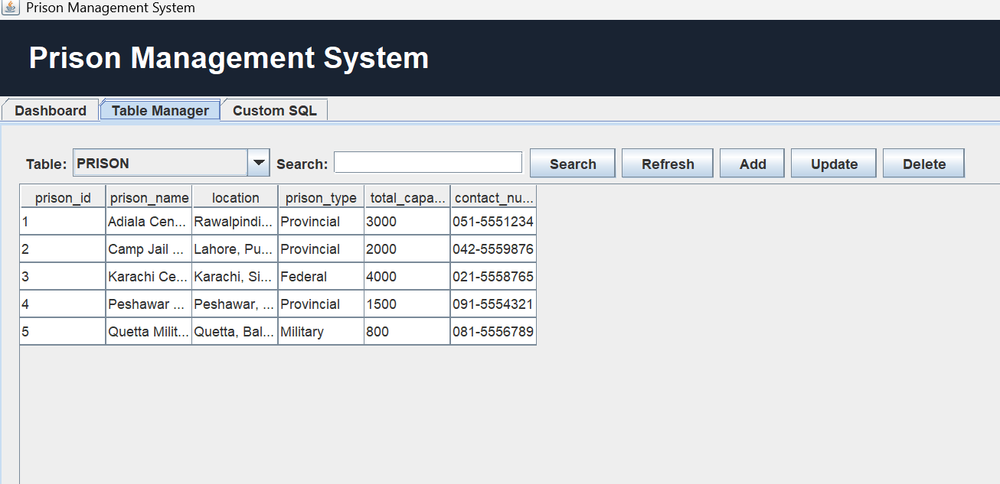 Prison Management System
Prison Management System
Dashboard Table Manager Custom SQL
Table: PRISON Search: Search Refresh Add Update Delete
prison_id prison_name location prison_type total_capa... contact_nu...
1 Adiala Cen... Rawalpindi... Provincial 3000 051-5551234
2 Camp Jail ... Lahore, Pu... Provincial 2000 042-5559876
3 Karachi Ce... Karachi, Si... Federal 4000 021-5558765
4 Peshawar ... Peshawar, ... Provincial 1500 091-5554321
5 Quetta Milit... Quetta, Bal... Military 800 081-5556789